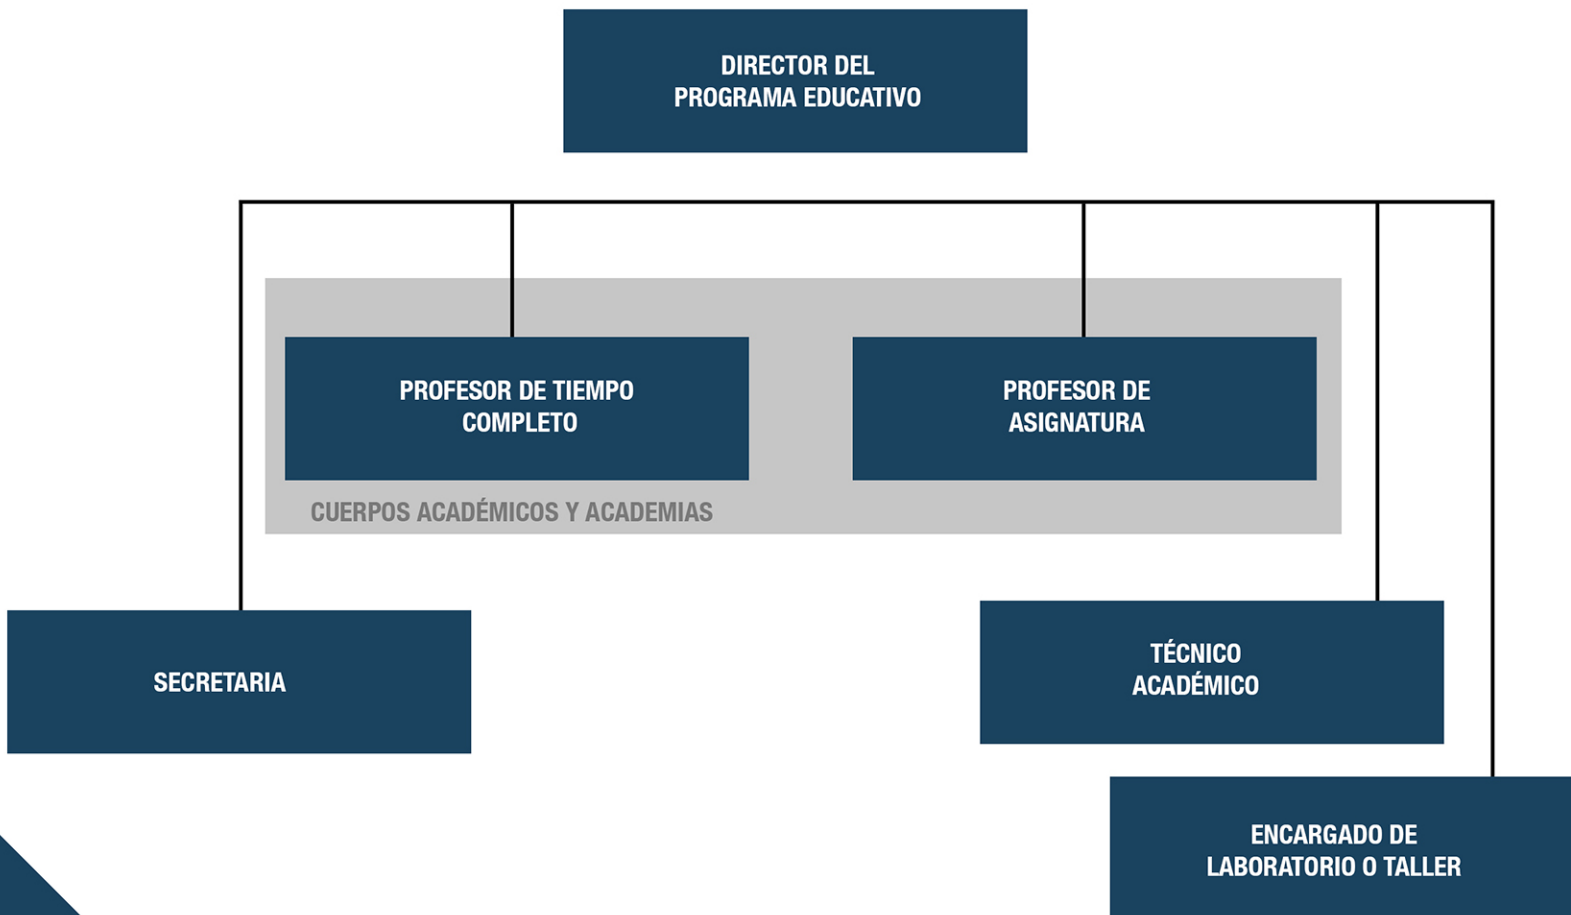 DIRECTOR DEL
PROGRAMA EDUCATIVO
PROFESOR DE TIEMPO
COMPLETO
PROFESOR DE
ASIGNATURA
CUERPOS ACADÉMICOS Y ACADEMIAS
SECRETARIA
TÉCNICO
ACADÉMICO
ENCARGADO DE
LABORATORIO O TALLER